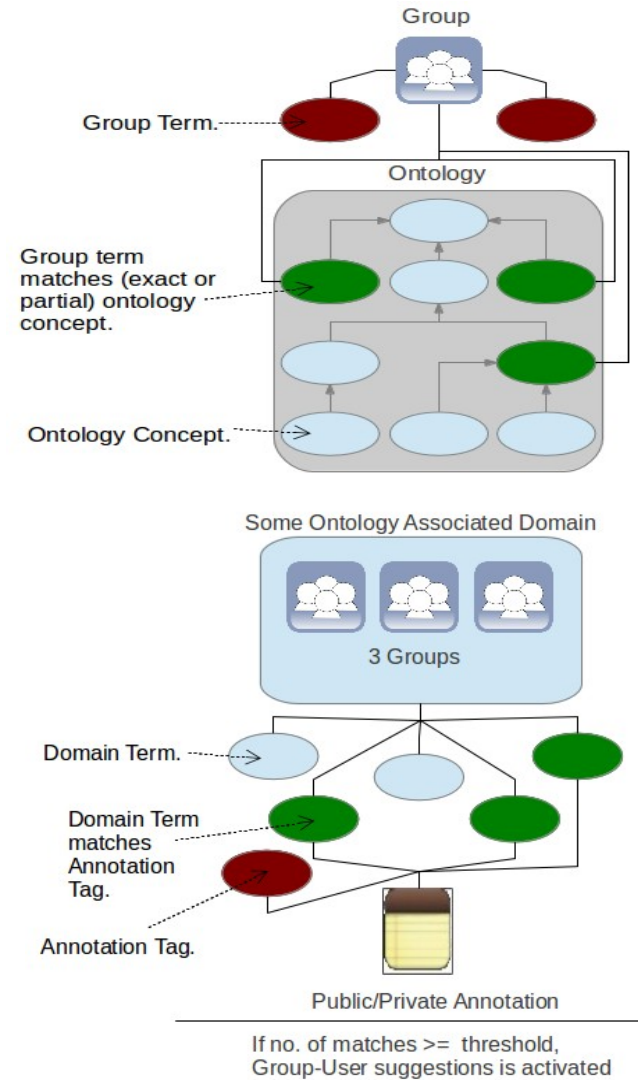 Group
Group Term.
Ontology
Group term
matches (exact or
partial) ontology
concept.
Ontology Concept.
Some Ontology Associated Domain
3 Groups
Domain Term.
Domain Term
matches
Annotation
Tag.
Annotation Tag.
Public/Private Annotation
If no. of matches >= threshold,
Group-User suggestions is activated